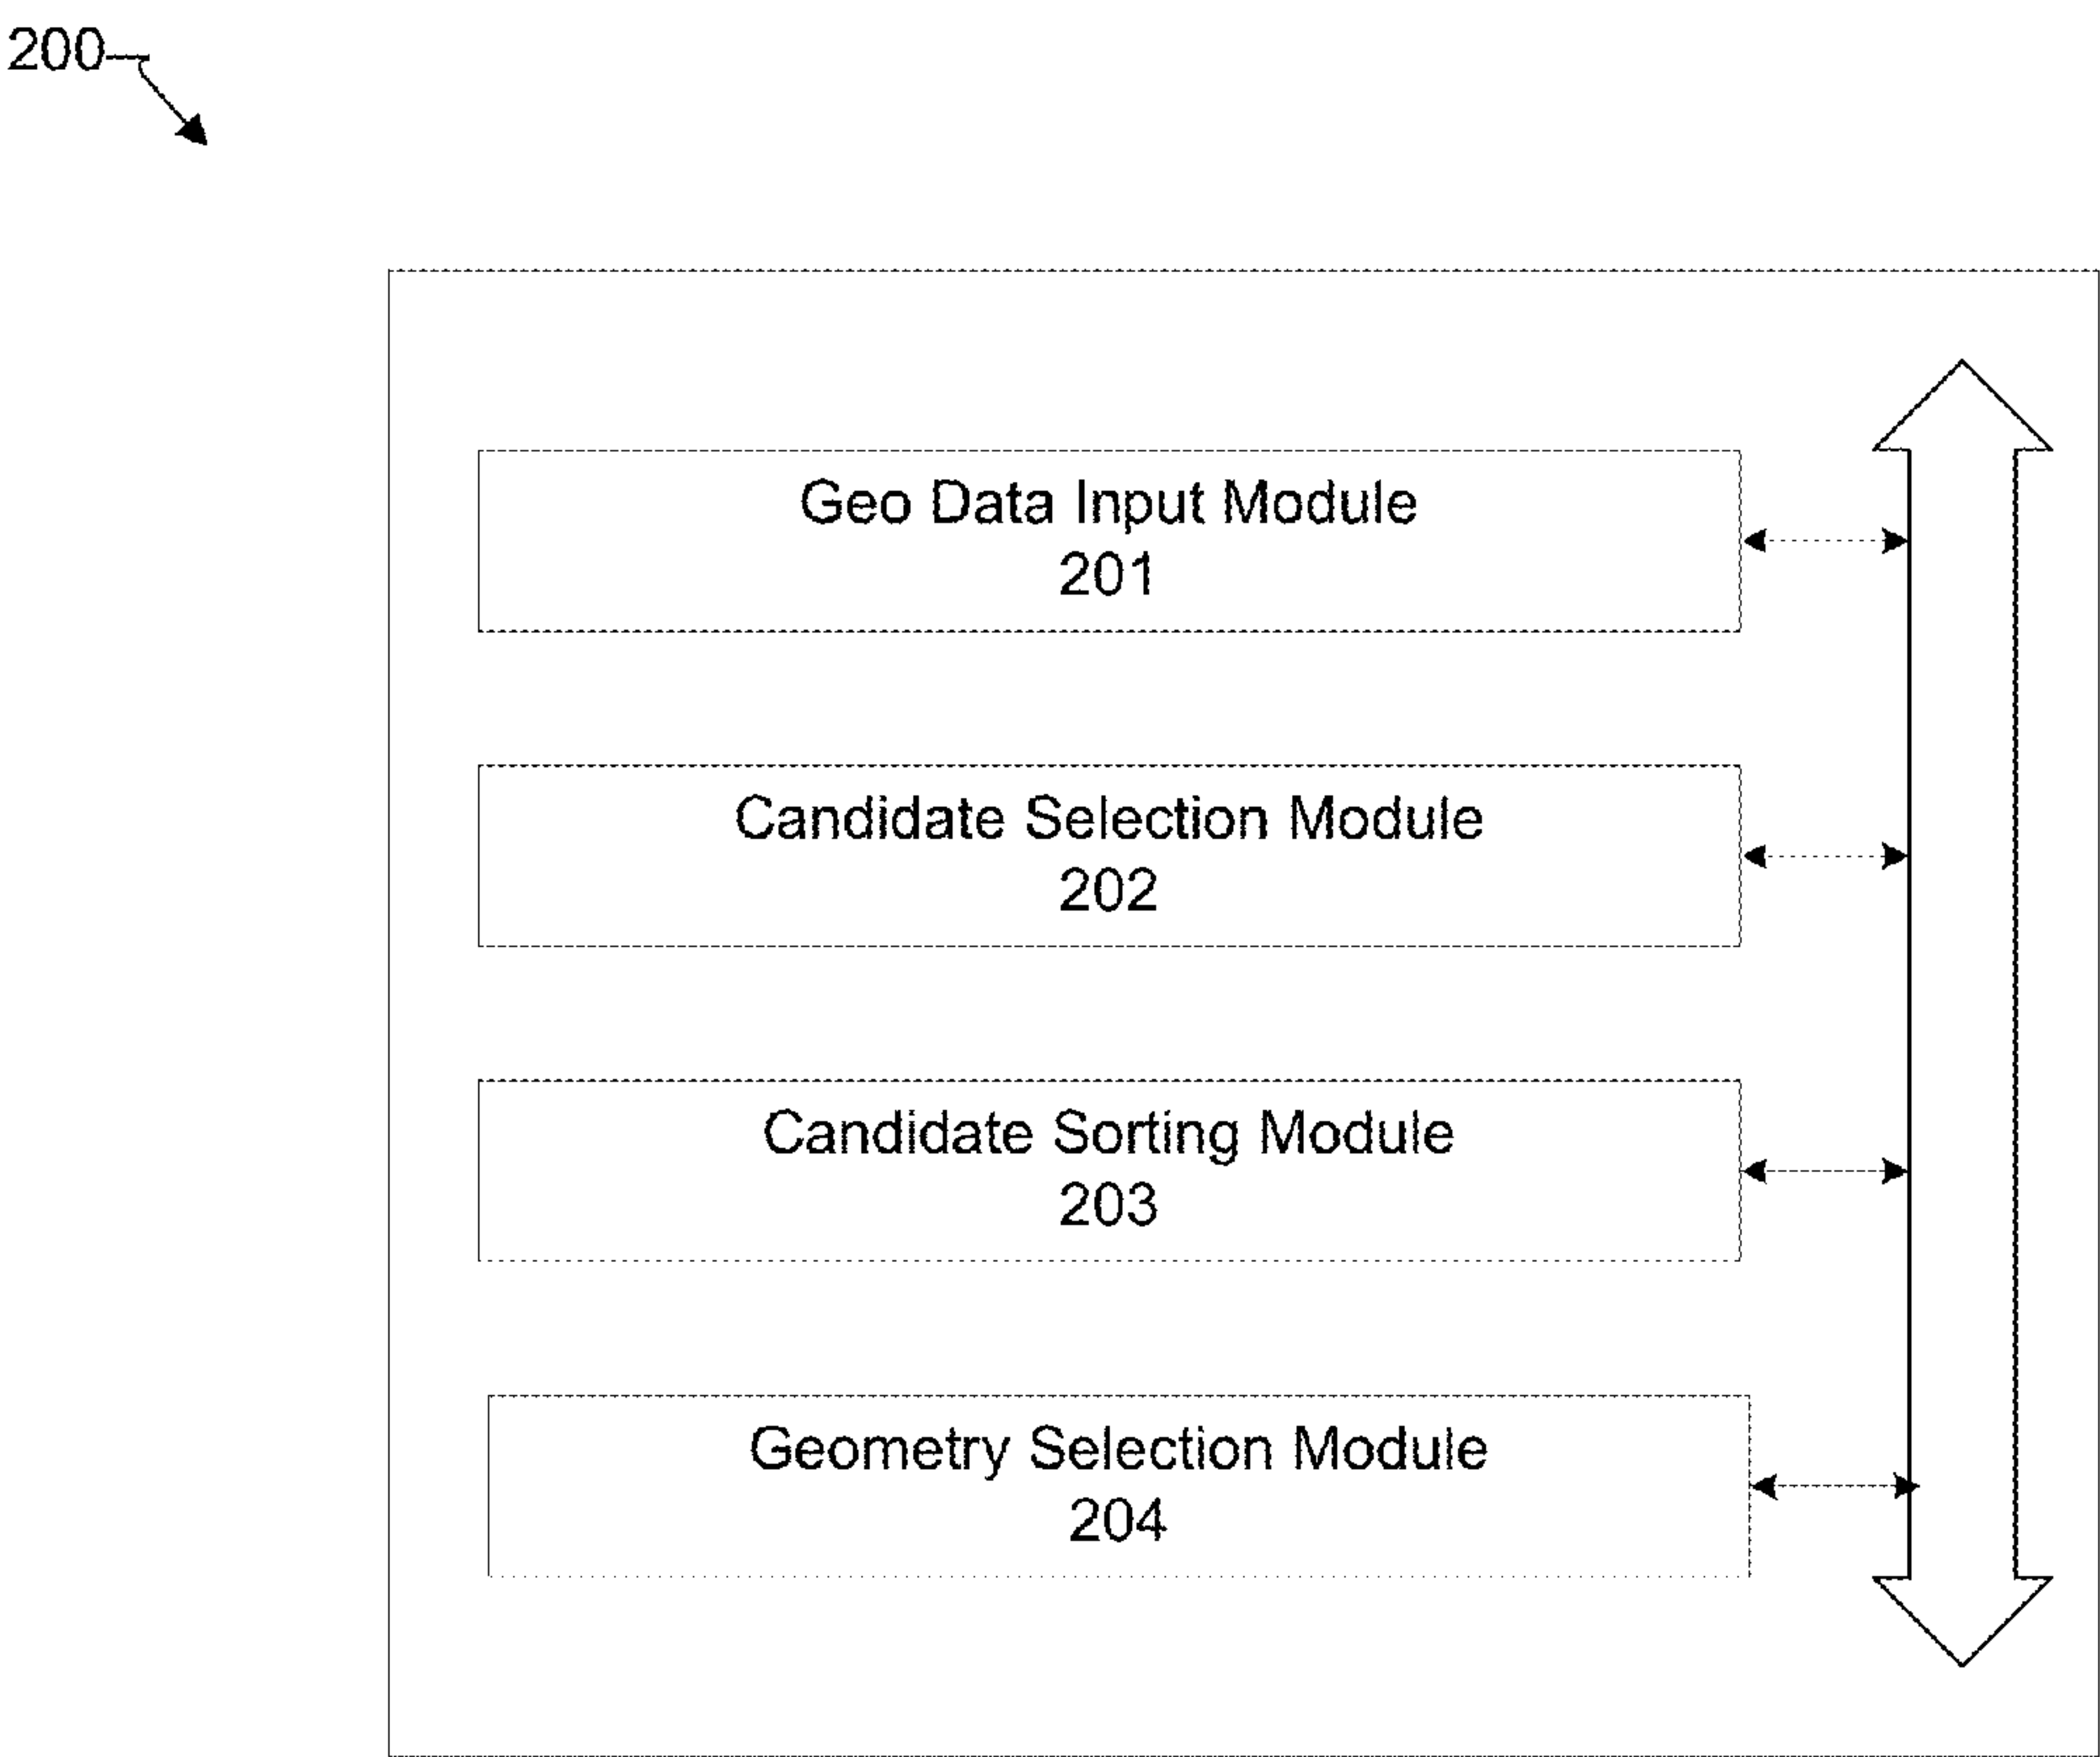 200
Geo Data Input Module
201
Candidate Selection Module
202
Candidate Sorting Module
203
Geometry Selection Module
204